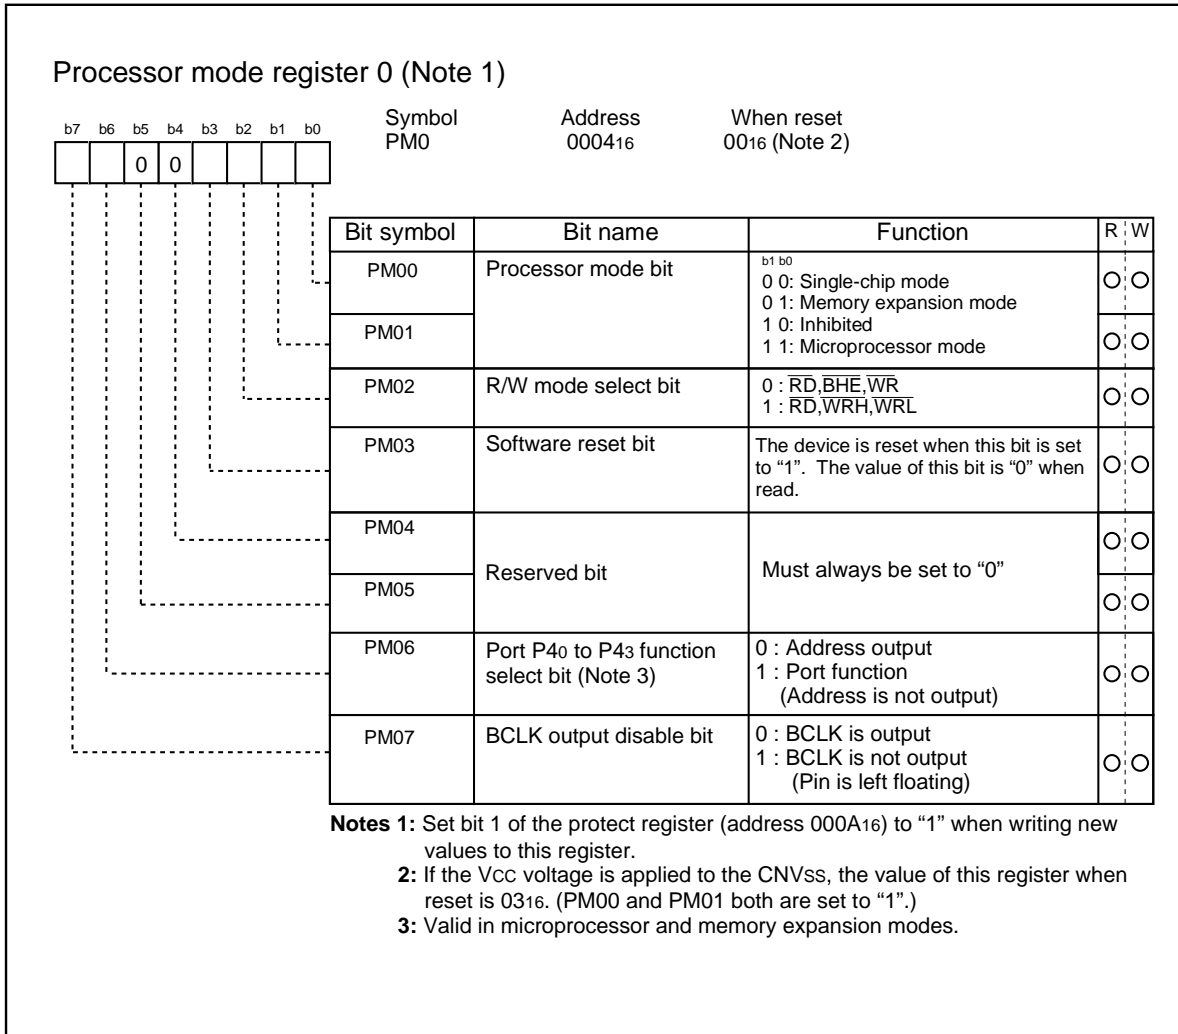 Processor mode register 0 (Note 1)
Symbol Address When reset
PM0 000416 0016 (Note 2)
b7 b6 b5 b4 b3 b2 b1 b0
0 0
Bit symbol Bit name Function R W
PM00 Processor mode bit
b1 b0
0 0: Single-chip mode
0 1: Memory expansion mode
PM01
1 0: Inhibited
1 1: Microprocessor mode
PM02 R/W mode select bit
0 : RD,BHE,WR
1 : RD,WRH,WRL
PM03 Software reset bit
The device is reset when this bit is set
to “1”. The value of this bit is “0” when
read.
PM04
Reserved bit Must always be set to “0”
PM05
PM06 Port P40 to P43 function
select bit (Note 3)
0 : Address output
1 : Port function
(Address is not output)
PM07 BCLK output disable bit
0 : BCLK is output
1 : BCLK is not output
(Pin is left floating)
Notes 1: Set bit 1 of the protect register (address 000A16) to “1” when writing new
values to this register.
2: If the VCC voltage is applied to the CNVSS, the value of this register when
reset is 0316. (PM00 and PM01 both are set to “1”.)
3: Valid in microprocessor and memory expansion modes.